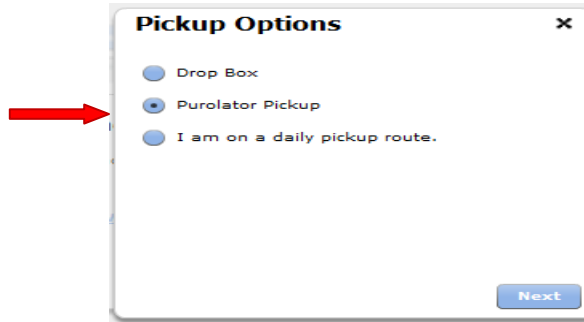 Pickup Options
Drop Box
Purolator Pickup
I am on a daily pickup route.
Next